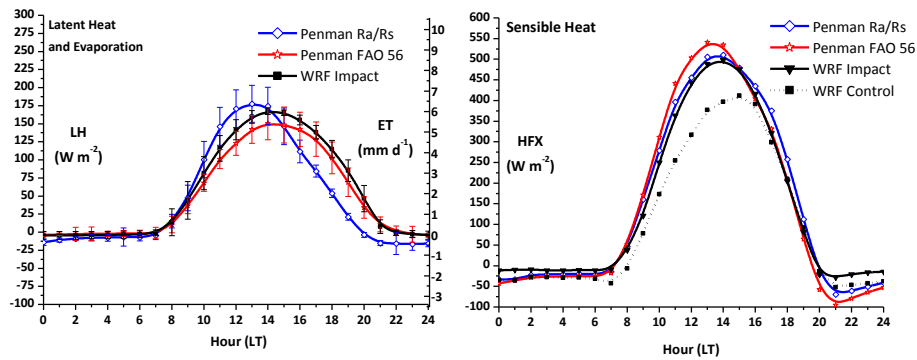 Latent Heat
and Evaporation
Penman Ra/Rs
Penman FAO 56
WRF Impact
LH
(W m-2)
ET
(mm d-1)
300
275
250
225
200
175
150
125
100
75
50
25
0
-25
-50
-75
-100
10
9
8
7
6
5
4
3
2
1
0
-1
-2
-3
0 2 4 6 8 10 12 14 16 18 20 22 24
Hour (LT)
Sensible Heat
Penman Ra/Rs
Penman FAO 56
WRF Impact
WRF Control
HFX
(W m-2)
600
550
500
450
400
350
300
250
200
150
100
50
0
-50
-100
0 2 4 6 8 10 12 14 16 18 20 22 24
Hour (LT)